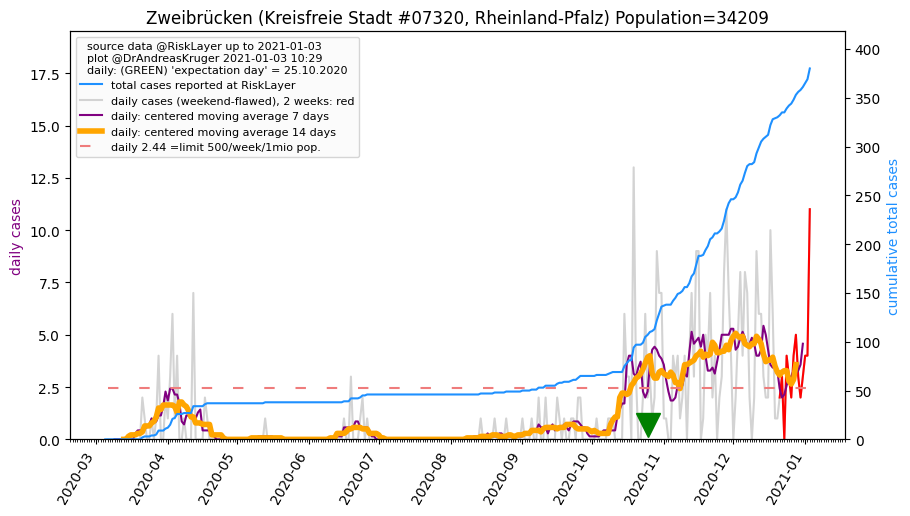 Zweibrücken (Kreisfreie Stadt #07320, Rheinland-Pfalz) Population=34209
source data @RiskLayer up to 2021-01-03
plot @DrAndreasKruger 2021-01-03 10:29
daily: (GREEN) 'expectation day' = 25.10.2020
total cases reported at RiskLayer
daily cases (weekend-flawed), 2 weeks: red
daily: centered moving average 7 days
daily: centered moving average 14 days
daily 2.44 =limit 500/week/1mio pop.
daily cases
17.5
15.0
12.5
10.0
7.5
5.0
2.5
0.0
cumulative total cases
400
350
300
250
200
150
100
50
0
2020-03
2020-04
2020-05
2020-06
2020-07
2020-08
2020-09
2020-10
2020-11
2020-12
2021-01